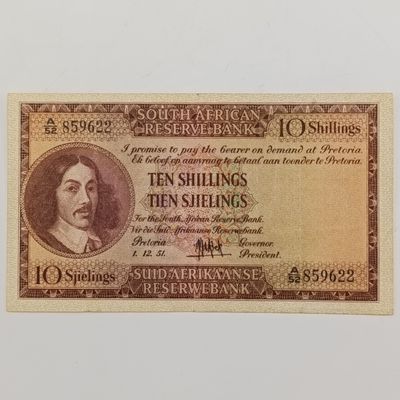 SOUTH AFRICAN
RESERVE BANK
A/52 859622
10 Shillings
I promise to pay the bearer on demand at Pretoria.
Ek beloof op aanvraag te betaal aan toonder te Pretoria.
TEN SHILLINGS
TIEN SJIELINGS
For the South African Reserve Bank.
Vir die Suid-Afrikaanse Reserwebank.
Pretoria
Governor.
1.12.51.
President.
10 Sjielings
A/52 859622
SUID-AFRIKAANSE
RESERWEBANK